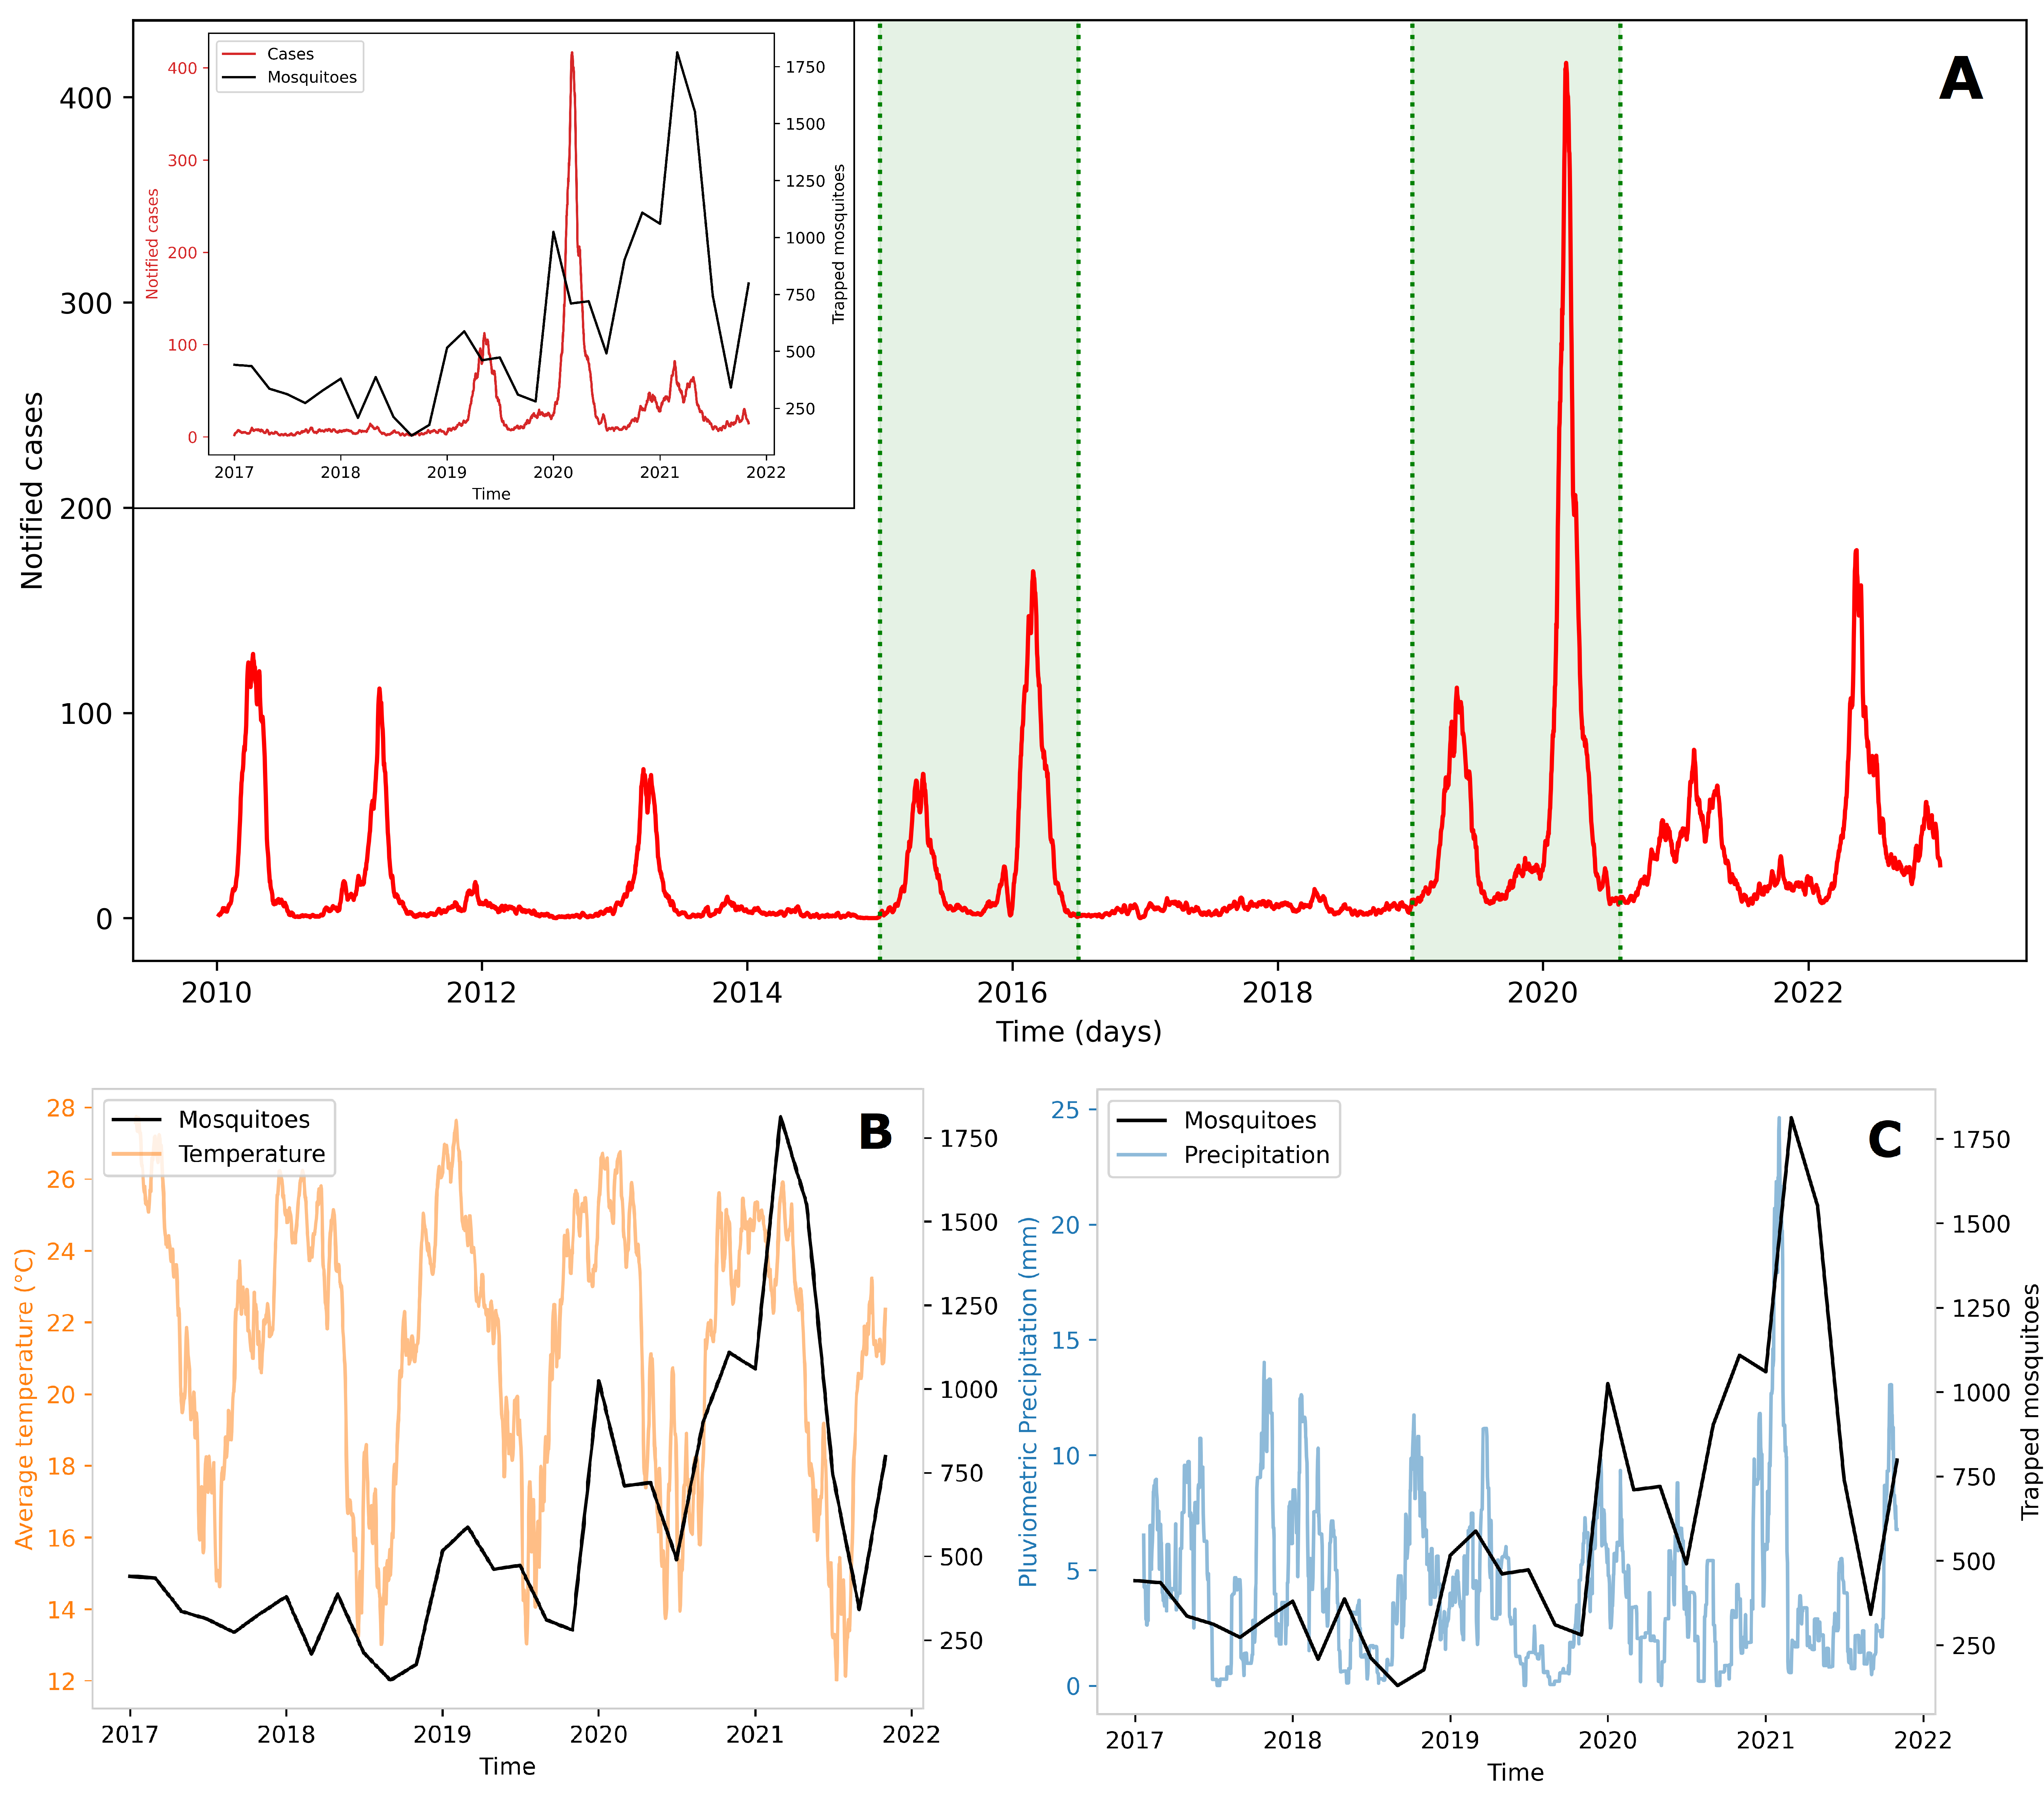 A
Cases
Mosquitoes
400
300
200
100
0
Notified cases
1750
1500
1250
1000
750
500
250
Trapped mosquitoes
2017 2018 2019 2020 2021 2022
Time
400
300
200
100
0
Notified cases
2010 2012 2014 2016 2018 2020 2022
Time (days)
B
Mosquitoes
Temperature
28
26
24
22
20
18
16
14
12
Average temperature (°C)
1750
1500
1250
1000
750
500
250
2017 2018 2019 2020 2021 2022
Time
C
Mosquitoes
Precipitation
25
20
15
10
5
0
Pluviometric Precipitation (mm)
1750
1500
1250
1000
750
500
250
Trapped mosquitoes
2017 2018 2019 2020 2021 2022
Time